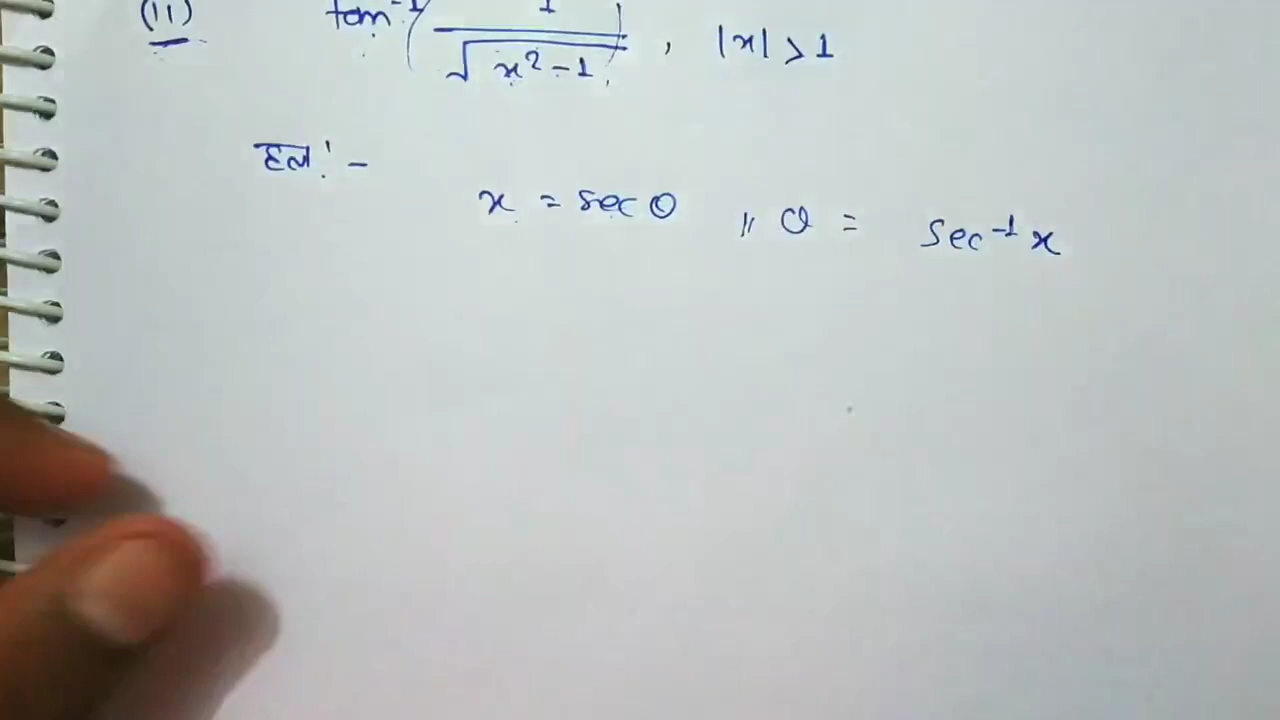 (ii) tan⁻¹(1/√(x²-1)), |x| > 1
हल :-
x = sec θ ,, θ = sec⁻¹ x